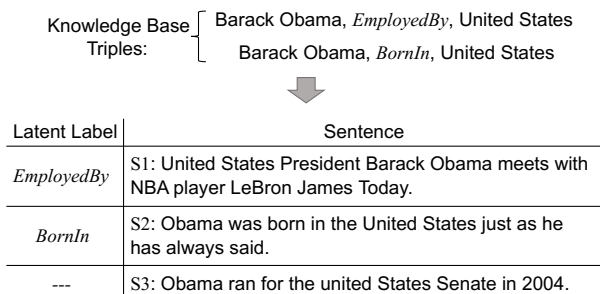 Knowledge Base Triples:
Barack Obama, EmployedBy, United States
Barack Obama, BornIn, United States
Latent Label Sentence
EmployedBy
S1: United States President Barack Obama meets with
NBA player LeBron James Today.
BornIn
S2: Obama was born in the United States just as he
has always said.
--- S3: Obama ran for the united States Senate in 2004.